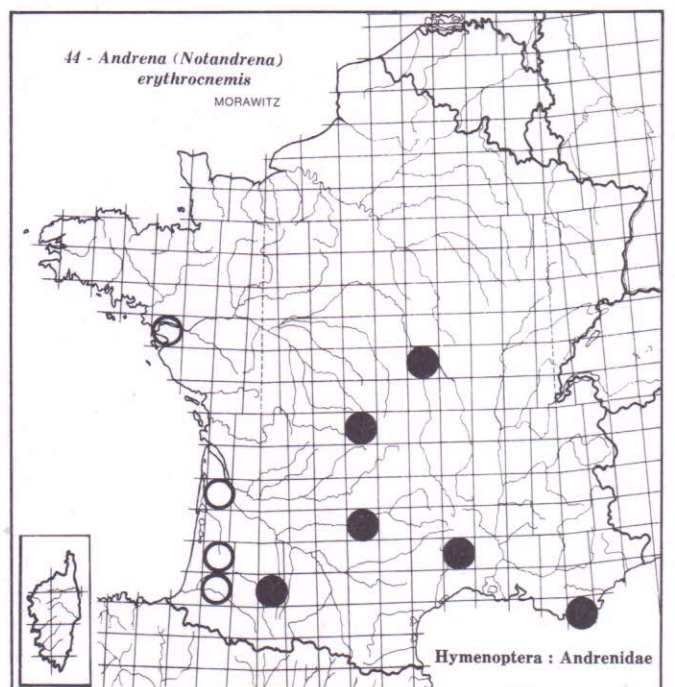 44 - Andrena (Notandrena)
erythrocnemis
MORAWITZ
Hymenoptera : Andrenidae